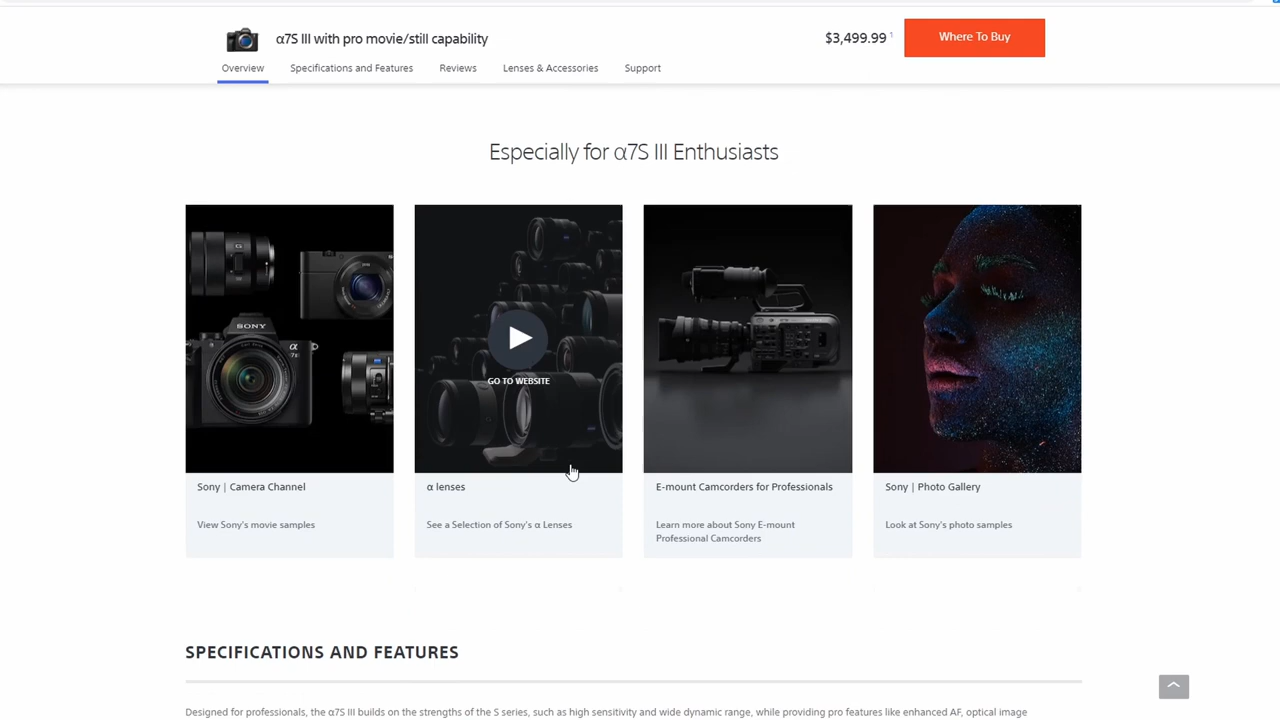 α7S III with pro movie/still capability
$3,499.99 1
Where To Buy
Overview
Specifications and Features
Reviews
Lenses & Accessories
Support
Especially for α7S III Enthusiasts
SONY
α
GO TO WEBSITE
Sony | Camera Channel
View Sony's movie samples
α lenses
See a Selection of Sony's α Lenses
E-mount Camcorders for Professionals
Learn more about Sony E-mount
Professional Camcorders
Sony | Photo Gallery
Look at Sony's photo samples
SPECIFICATIONS AND FEATURES
Designed for professionals, the α7S III builds on the strengths of the S series, such as high sensitivity and wide dynamic range, while providing pro features like enhanced AF, optical image